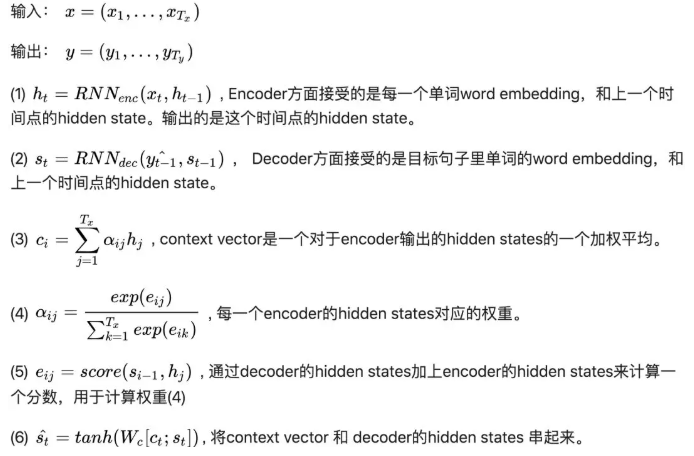 输入： x = (x₁, . . . , x_{T_x})
输出： y = (y₁, . . . , y_{T_y})
(1) h_t = RNN_{enc}(x_t, h_{t−1}) , Encoder方面接受的是每一个单词word embedding，和上一个时
间点的hidden state。输出的是这个时间点的hidden state。
(2) s_t = RNN_{dec}(\hat{y_{t−1}}, s_{t−1}) ， Decoder方面接受的是目标句子里单词的word embedding，和
上一个时间点的hidden state。
(3) c_i = \sum_{j=1}^{T_x} α_{ij}h_j , context vector是一个对于encoder输出的hidden states的一个加权平均。
(4) α_{ij} = \frac{exp(e_{ij})}{\sum_{k=1}^{T_x} exp(e_{ik})} , 每一个encoder的hidden states对应的权重。
(5) e_{ij} = score(s_{i−1}, h_j) , 通过decoder的hidden states加上encoder的hidden states来计算一
个分数，用于计算权重(4)
(6) \hat{s_t} = tanh(W_c[c_t; s_t]) , 将context vector 和 decoder的hidden states 串起来。